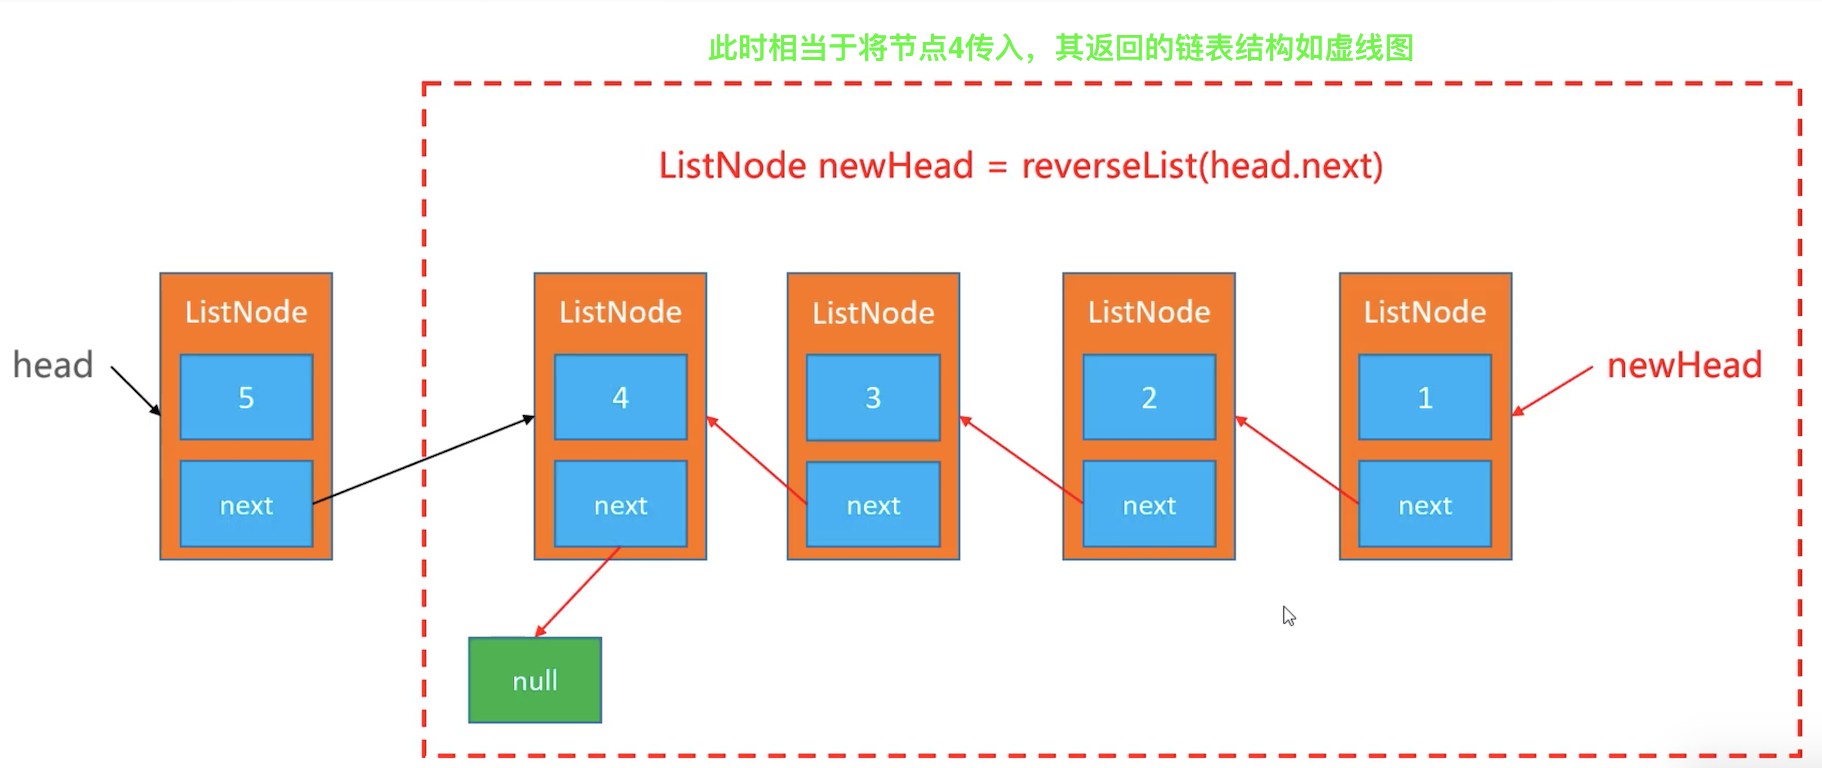 此时相当于将节点4传入，其返回的链表结构如虚线图
ListNode newHead = reverseList(head.next)
ListNode ListNode ListNode ListNode ListNode
head 5 4 3 2 1 newHead
next next next next next
null